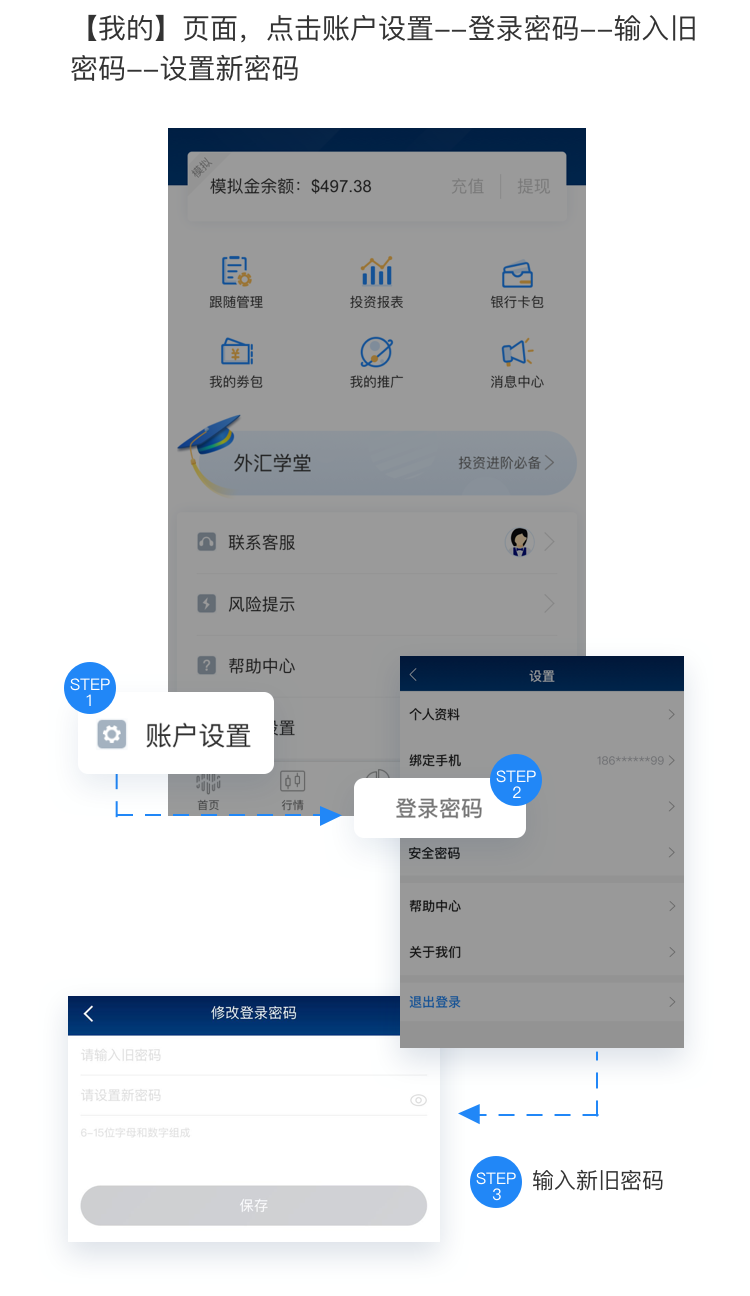 【我的】页面，点击账户设置--登录密码--输入旧
密码--设置新密码
模拟
模拟金余额：$497.38
充值
提现
跟随管理
投资报表
银行卡包
我的券包
我的推广
消息中心
外汇学堂
投资进阶必备
联系客服
风险提示
帮助中心
STEP
1
账户设置
设置
首页
行情
设置
个人资料
绑定手机
186******99
STEP
2
登录密码
安全密码
帮助中心
关于我们
退出登录
修改登录密码
请输入旧密码
请设置新密码
6-15位字母和数字组成
保存
STEP
3
输入新旧密码